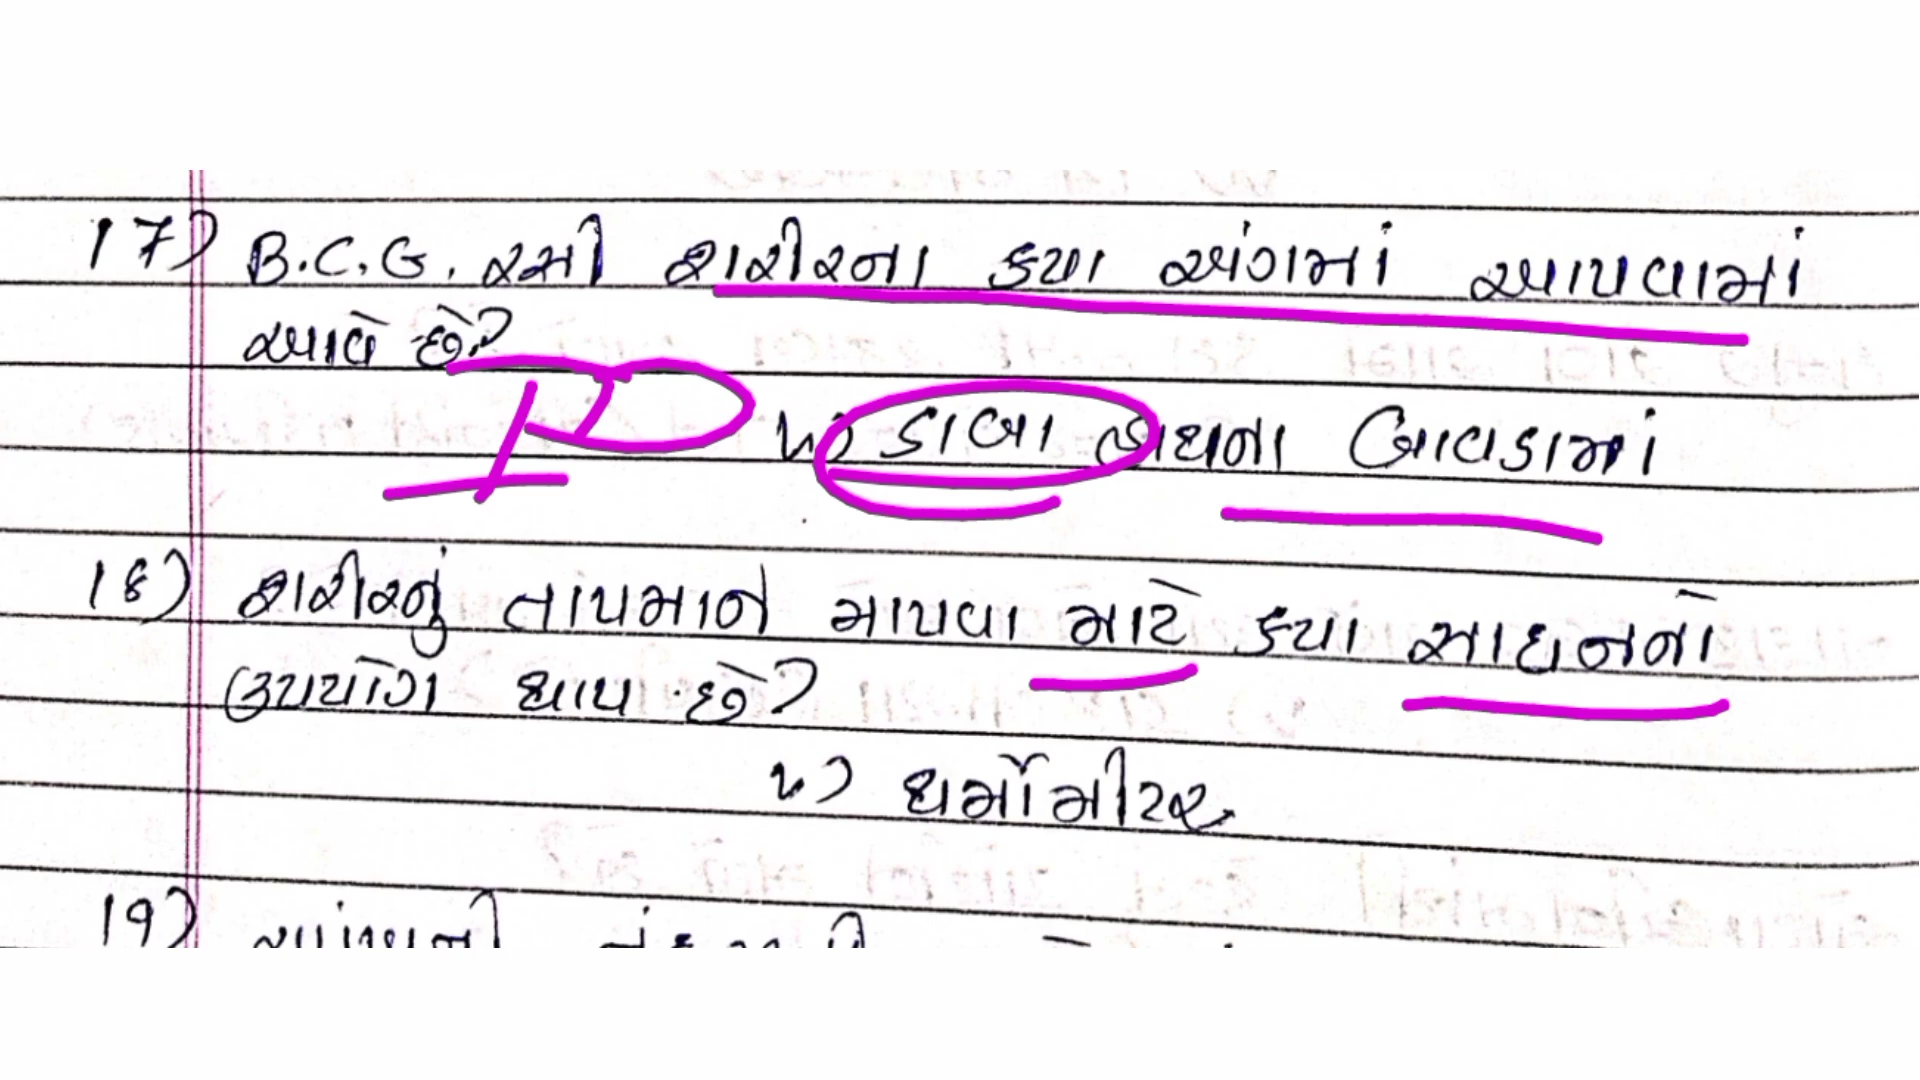 17) B.C.G. રસી શરીરના કયા અંગમાં આપવામાં
આવે છે?
જ) ડાબા હાથના બાવડામાં
18) શરીરનું તાપમાન માપવા માટે કયા સાધનનો
ઉપયોગ થાય છે?
જ) થર્મોમીટર
19)